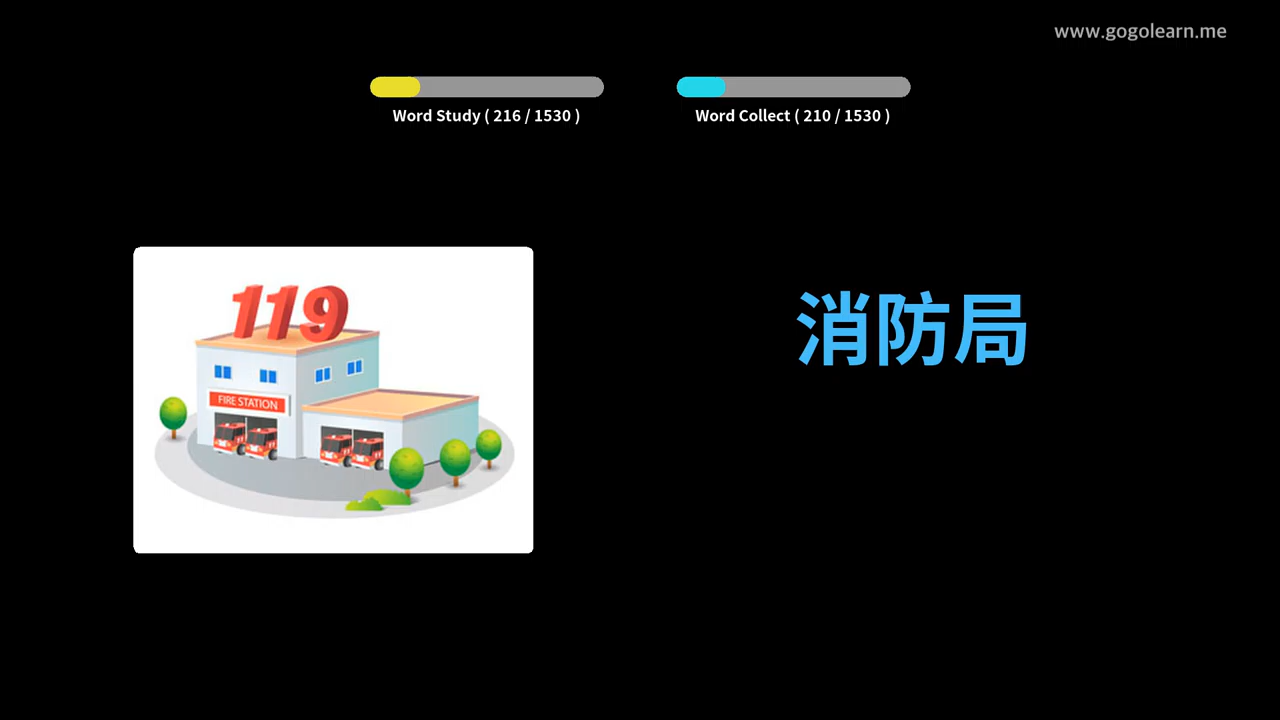 www.gogolearn.me
Word Study ( 216 / 1530 )
Word Collect ( 210 / 1530 )
119
FIRE STATION
消防局